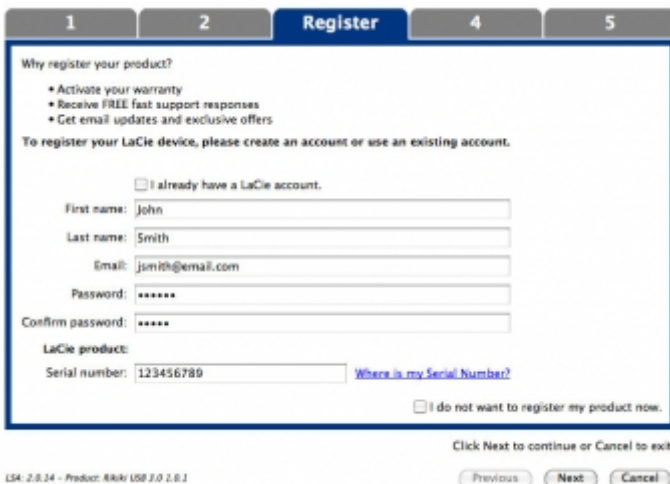 1 2 Register 4 5
Why register your product?
• Activate your warranty
• Receive FREE fast support responses
• Get email updates and exclusive offers
To register your LaCie device, please create an account or use an existing account.
I already have a LaCie account.
First name: John
Last name: Smith
Email: jsmith@email.com
Password: ••••••
Confirm password: •••••
LaCie product:
Serial number: 123456789 Where is my Serial Number?
I do not want to register my product now.
Click Next to continue or Cancel to exit
LSA: 2.0.14 - Product: Rikiki USB 3.0 1.0.1
Previous Next Cancel